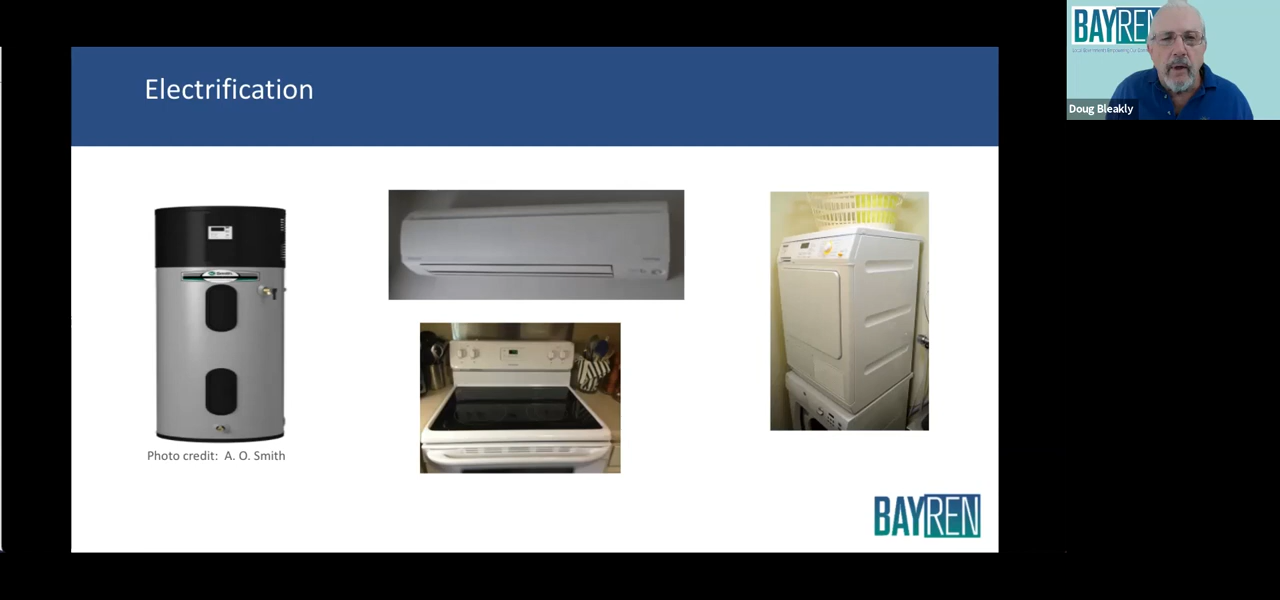 Electrification
Photo credit:  A. O. Smith
BAYREN
BAYREN
Doug Bleakly